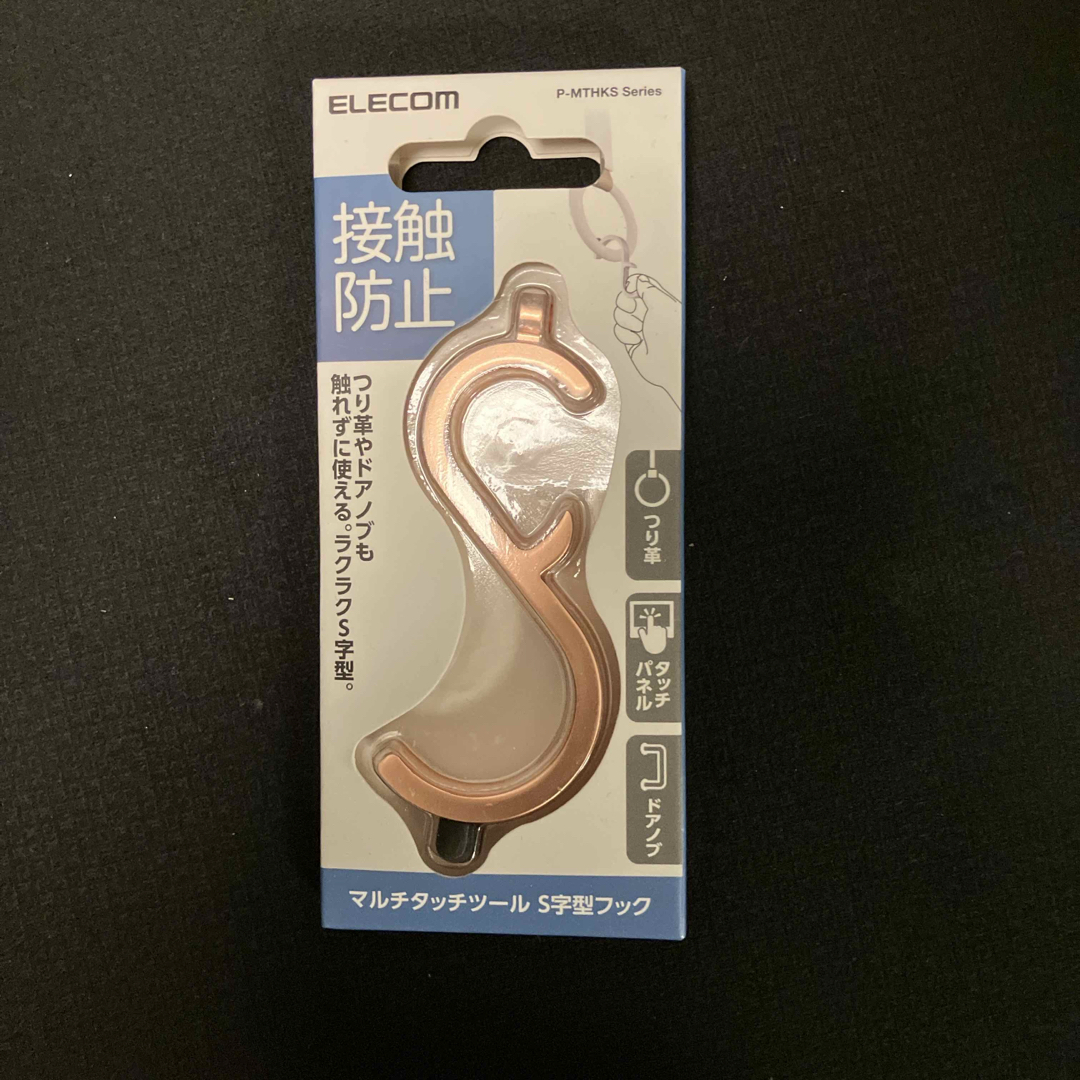 ELECOM
P-MTHKS Series
接触
防止
つり革やドアノブも
触れずに使える。ラクラクS字型。
つり革
タッチ
パネル
ドアノブ
マルチタッチツール S字型フック